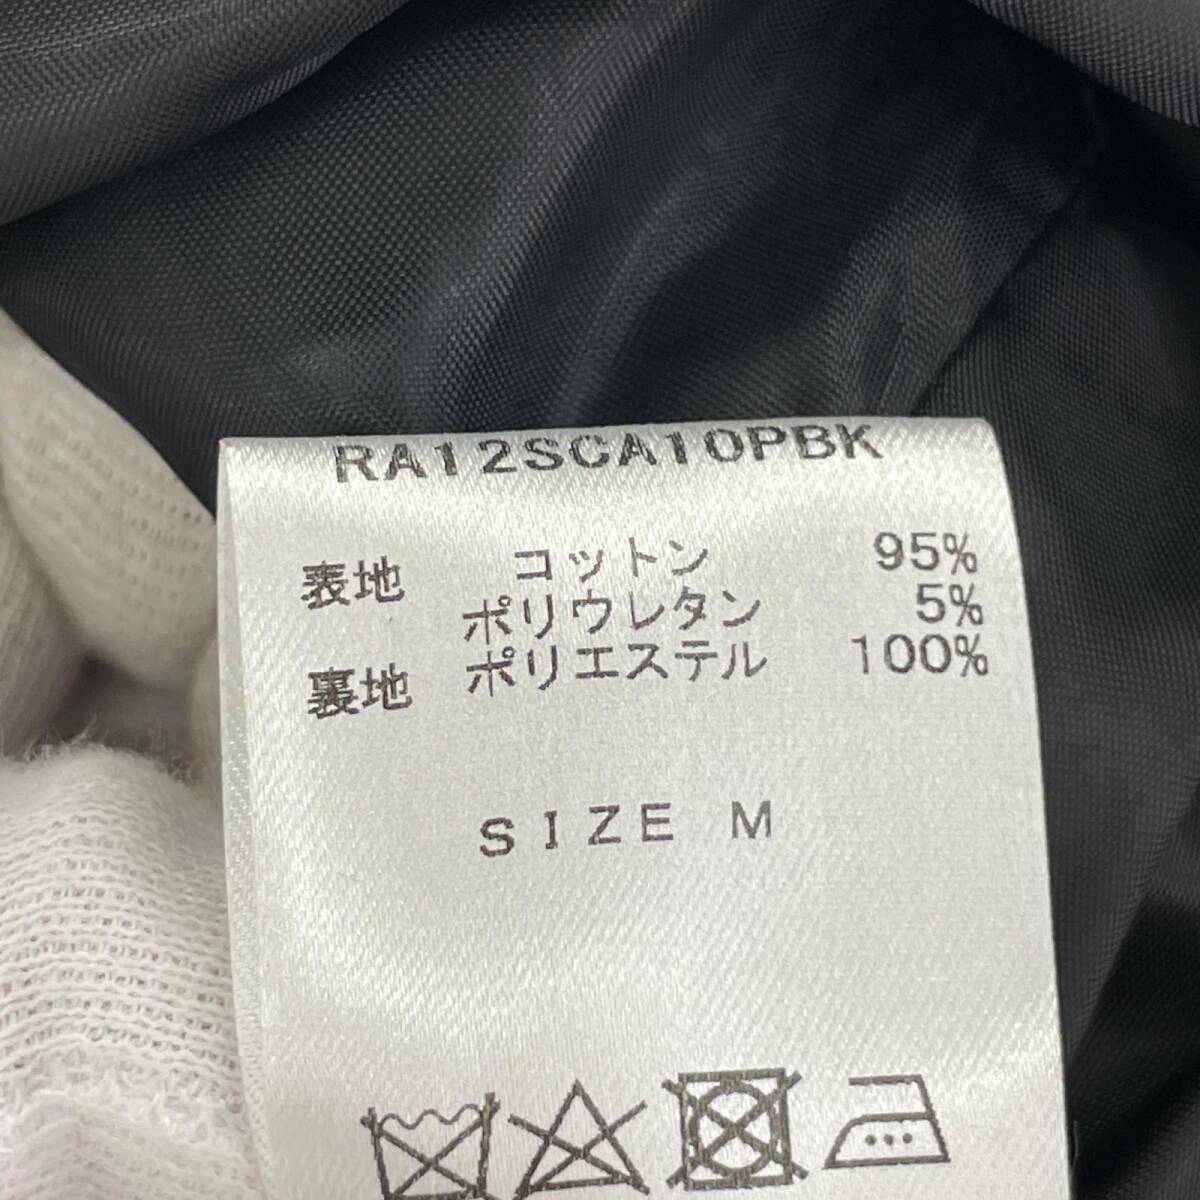 RA12SCA10PBK
表地 コットン 95%
ポリウレタン 5%
裏地 ポリエステル 100%
SIZE M